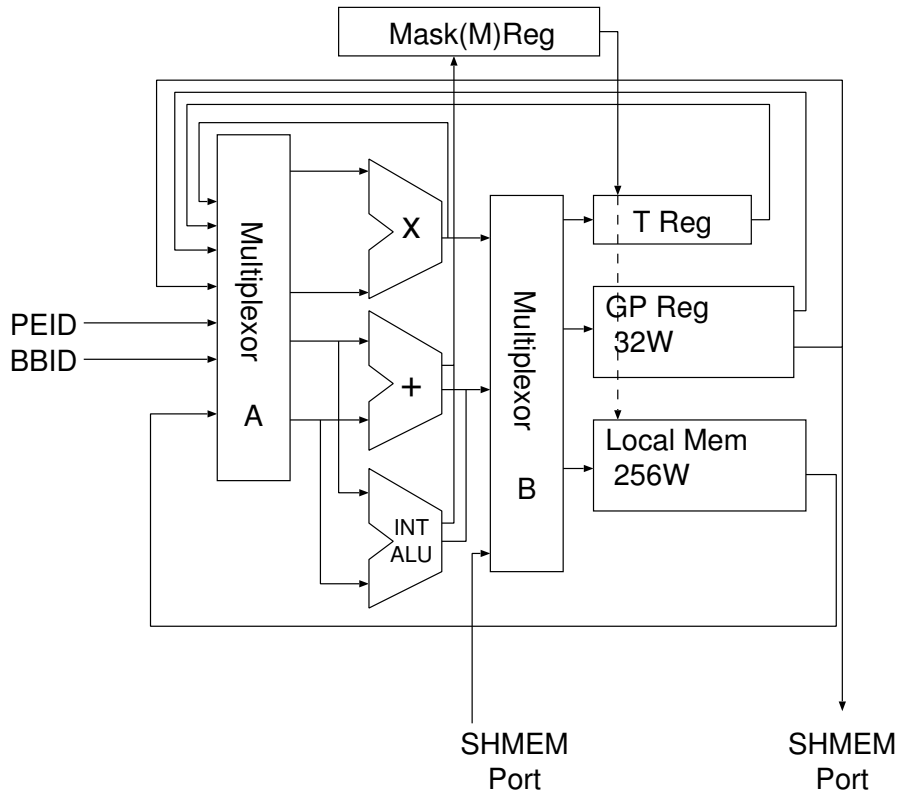 Mask(M)Reg
Multiplexor
A
X
+
INT
ALU
Multiplexor
B
T Reg
GP Reg
32W
Local Mem
256W
PEID
BBID
SHMEM
Port
SHMEM
Port